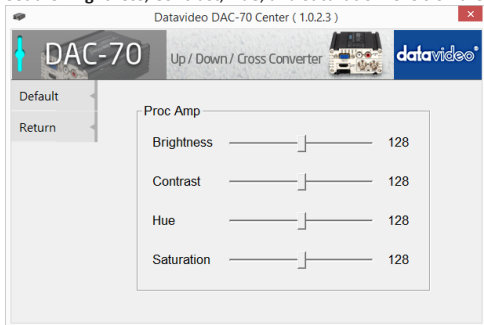 Datavideo DAC-70 Center ( 1.0.2.3 )
DAC-70
Up / Down / Cross Converter
datavideo®
Default
Return
Proc Amp
Brightness 128
Contrast 128
Hue 128
Saturation 128